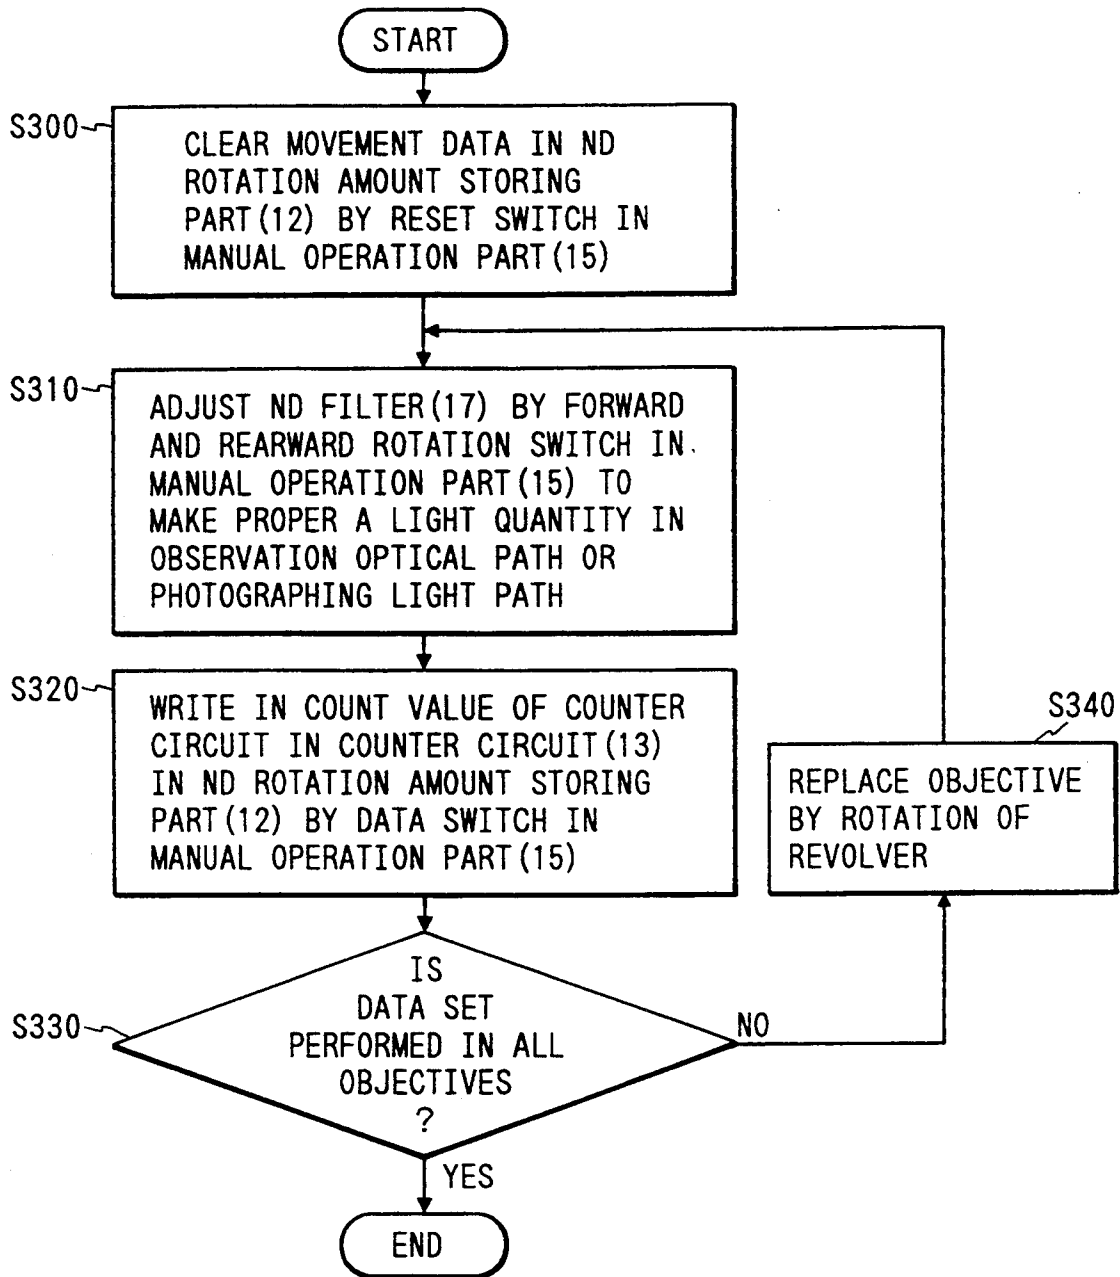 START
S300
CLEAR MOVEMENT DATA IN ND
ROTATION AMOUNT STORING
PART(12) BY RESET SWITCH IN
MANUAL OPERATION PART(15)
S310
ADJUST ND FILTER(17) BY FORWARD
AND REARWARD ROTATION SWITCH IN
MANUAL OPERATION PART(15) TO
MAKE PROPER A LIGHT QUANTITY IN
OBSERVATION OPTICAL PATH OR
PHOTOGRAPHING LIGHT PATH
S320
WRITE IN COUNT VALUE OF COUNTER
CIRCUIT IN COUNTER CIRCUIT(13)
IN ND ROTATION AMOUNT STORING
PART(12) BY DATA SWITCH IN
MANUAL OPERATION PART(15)
S340
REPLACE OBJECTIVE
BY ROTATION OF
REVOLVER
S330
IS
DATA SET
PERFORMED IN ALL
OBJECTIVES
?
NO
YES
END